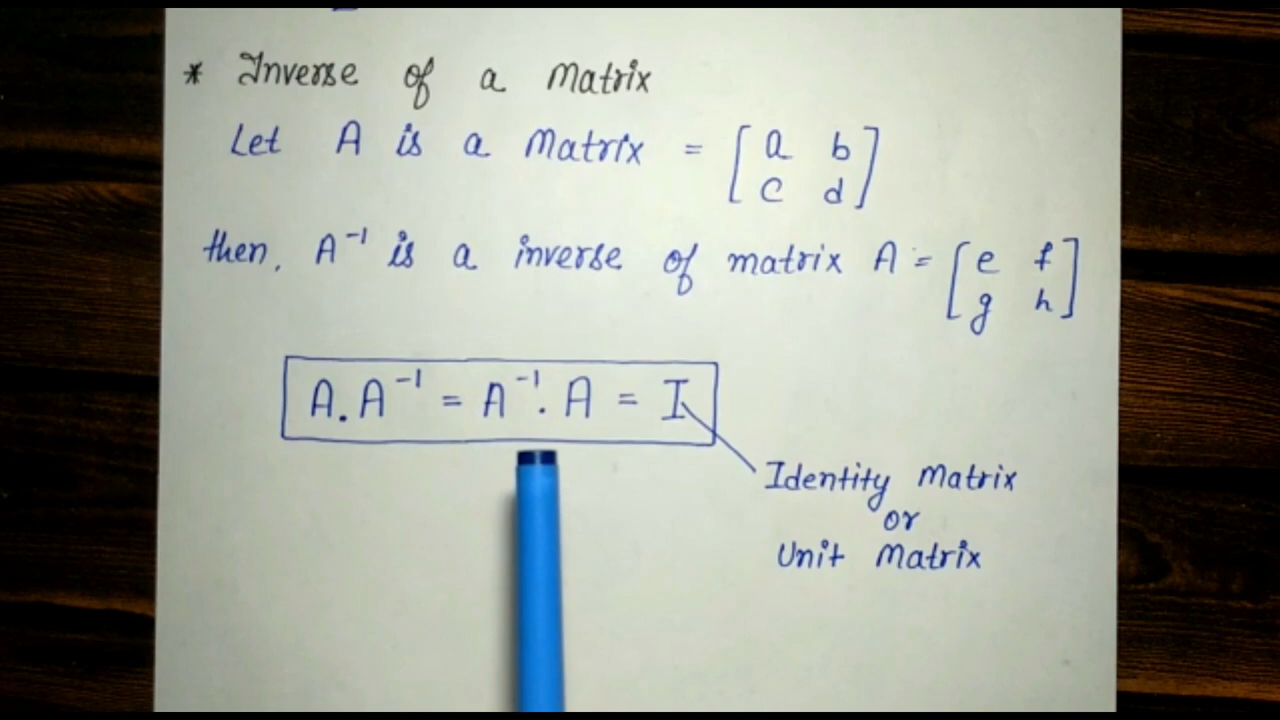 * Inverse of a Matrix
Let A is a Matrix = [a b
c d]
then, A⁻¹ is a inverse of matrix A = [e f
g h]
A.A⁻¹ = A⁻¹.A = I
Identity Matrix
or
Unit Matrix